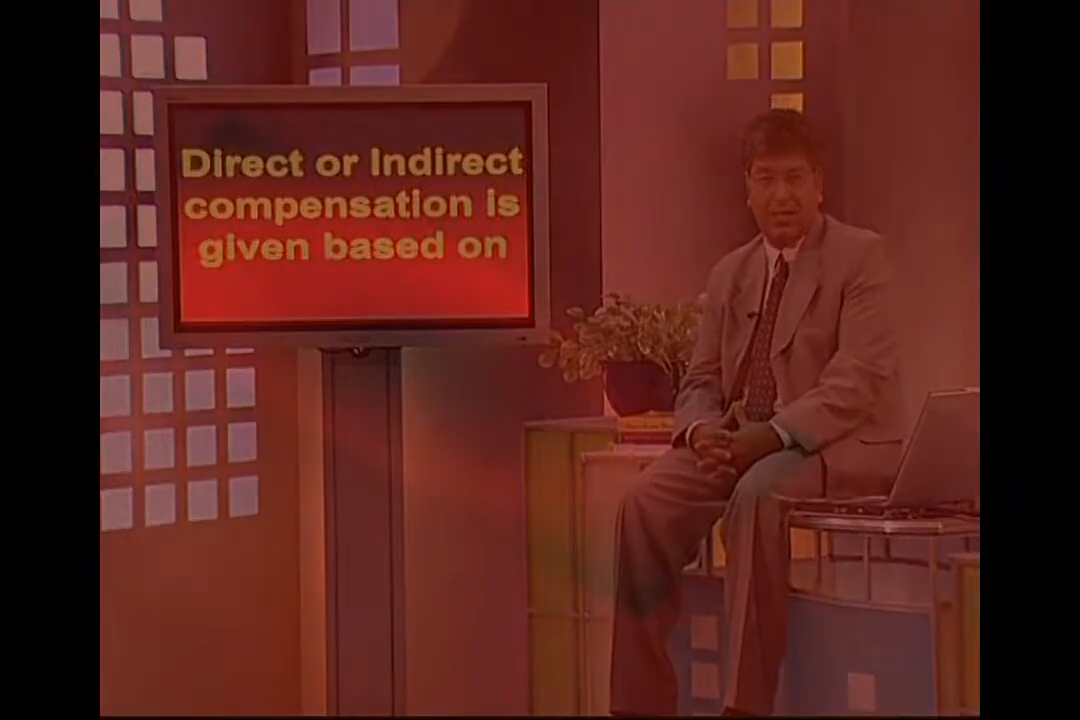 Direct or Indirect
compensation is
given based on